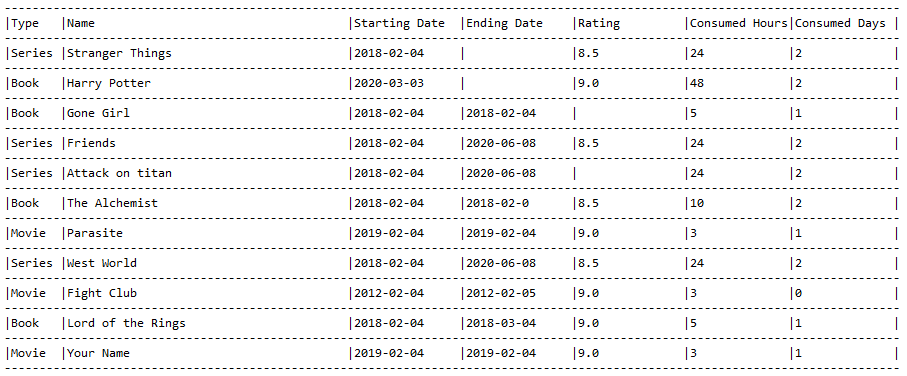 |Type |Name |Starting Date |Ending Date |Rating |Consumed Hours|Consumed Days |
|Series |Stranger Things |2018-02-04 | |8.5 |24 |2 |
|Book |Harry Potter |2020-03-03 | |9.0 |48 |2 |
|Book |Gone Girl |2018-02-04 |2018-02-04 | |5 |1 |
|Series |Friends |2018-02-04 |2020-06-08 |8.5 |24 |2 |
|Series |Attack on titan |2018-02-04 |2020-06-08 | |24 |2 |
|Book |The Alchemist |2018-02-04 |2018-02-0 |8.5 |10 |2 |
|Movie |Parasite |2019-02-04 |2019-02-04 |9.0 |3 |1 |
|Series |West World |2018-02-04 |2020-06-08 |8.5 |24 |2 |
|Movie |Fight Club |2012-02-04 |2012-02-05 |9.0 |3 |0 |
|Book |Lord of the Rings |2018-02-04 |2018-03-04 |9.0 |5 |1 |
|Movie |Your Name |2019-02-04 |2019-02-04 |9.0 |3 |1 |